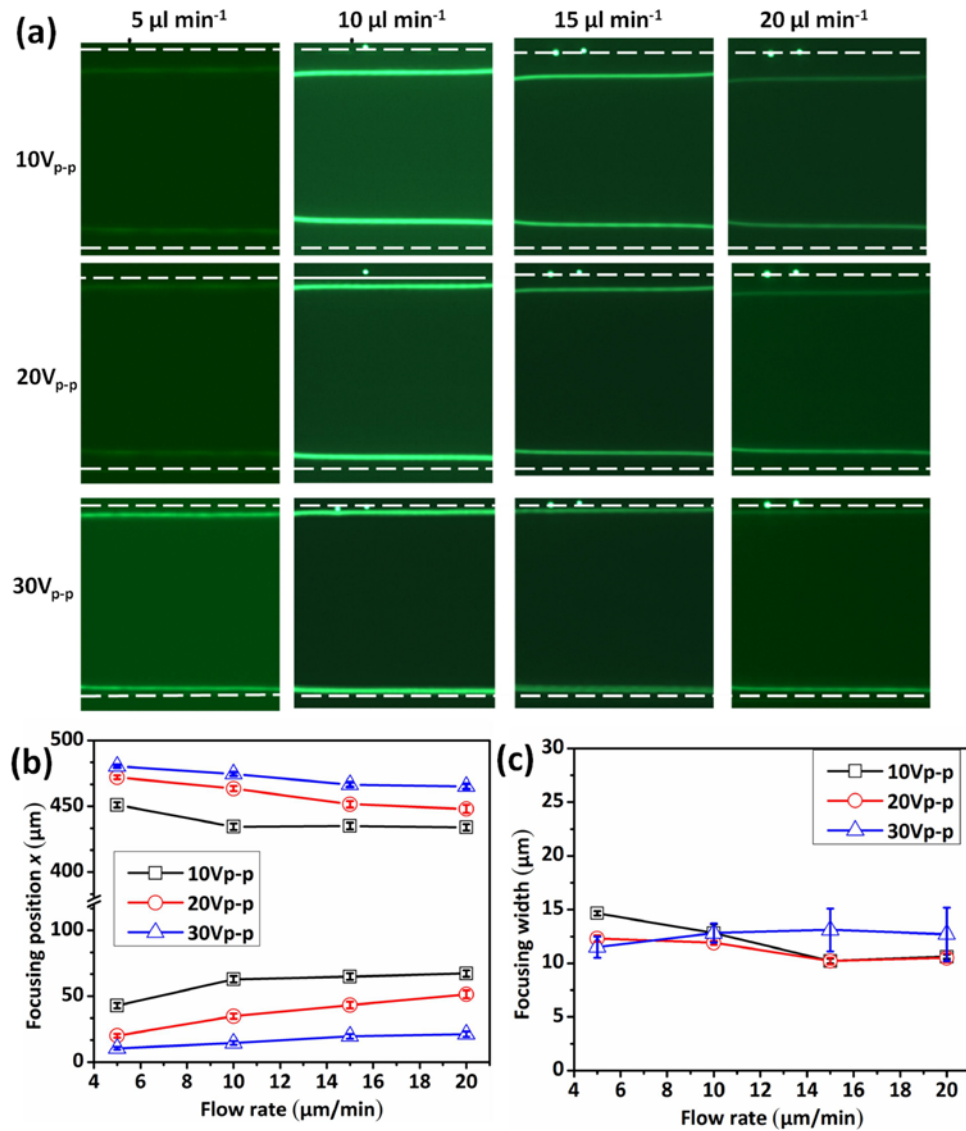 (a) 5 µl min⁻¹ 10 µl min⁻¹ 15 µl min⁻¹ 20 µl min⁻¹
10Vp-p
20Vp-p
30Vp-p
(b)
500
450
400
100
50
0
4 6 8 10 12 14 16 18 20
Focusing position x (µm)
Flow rate (µm/min)
10Vp-p
20Vp-p
30Vp-p
(c)
30
25
20
15
10
5
0
4 6 8 10 12 14 16 18 20
Focusing width (µm)
Flow rate (µm/min)
10Vp-p
20Vp-p
30Vp-p